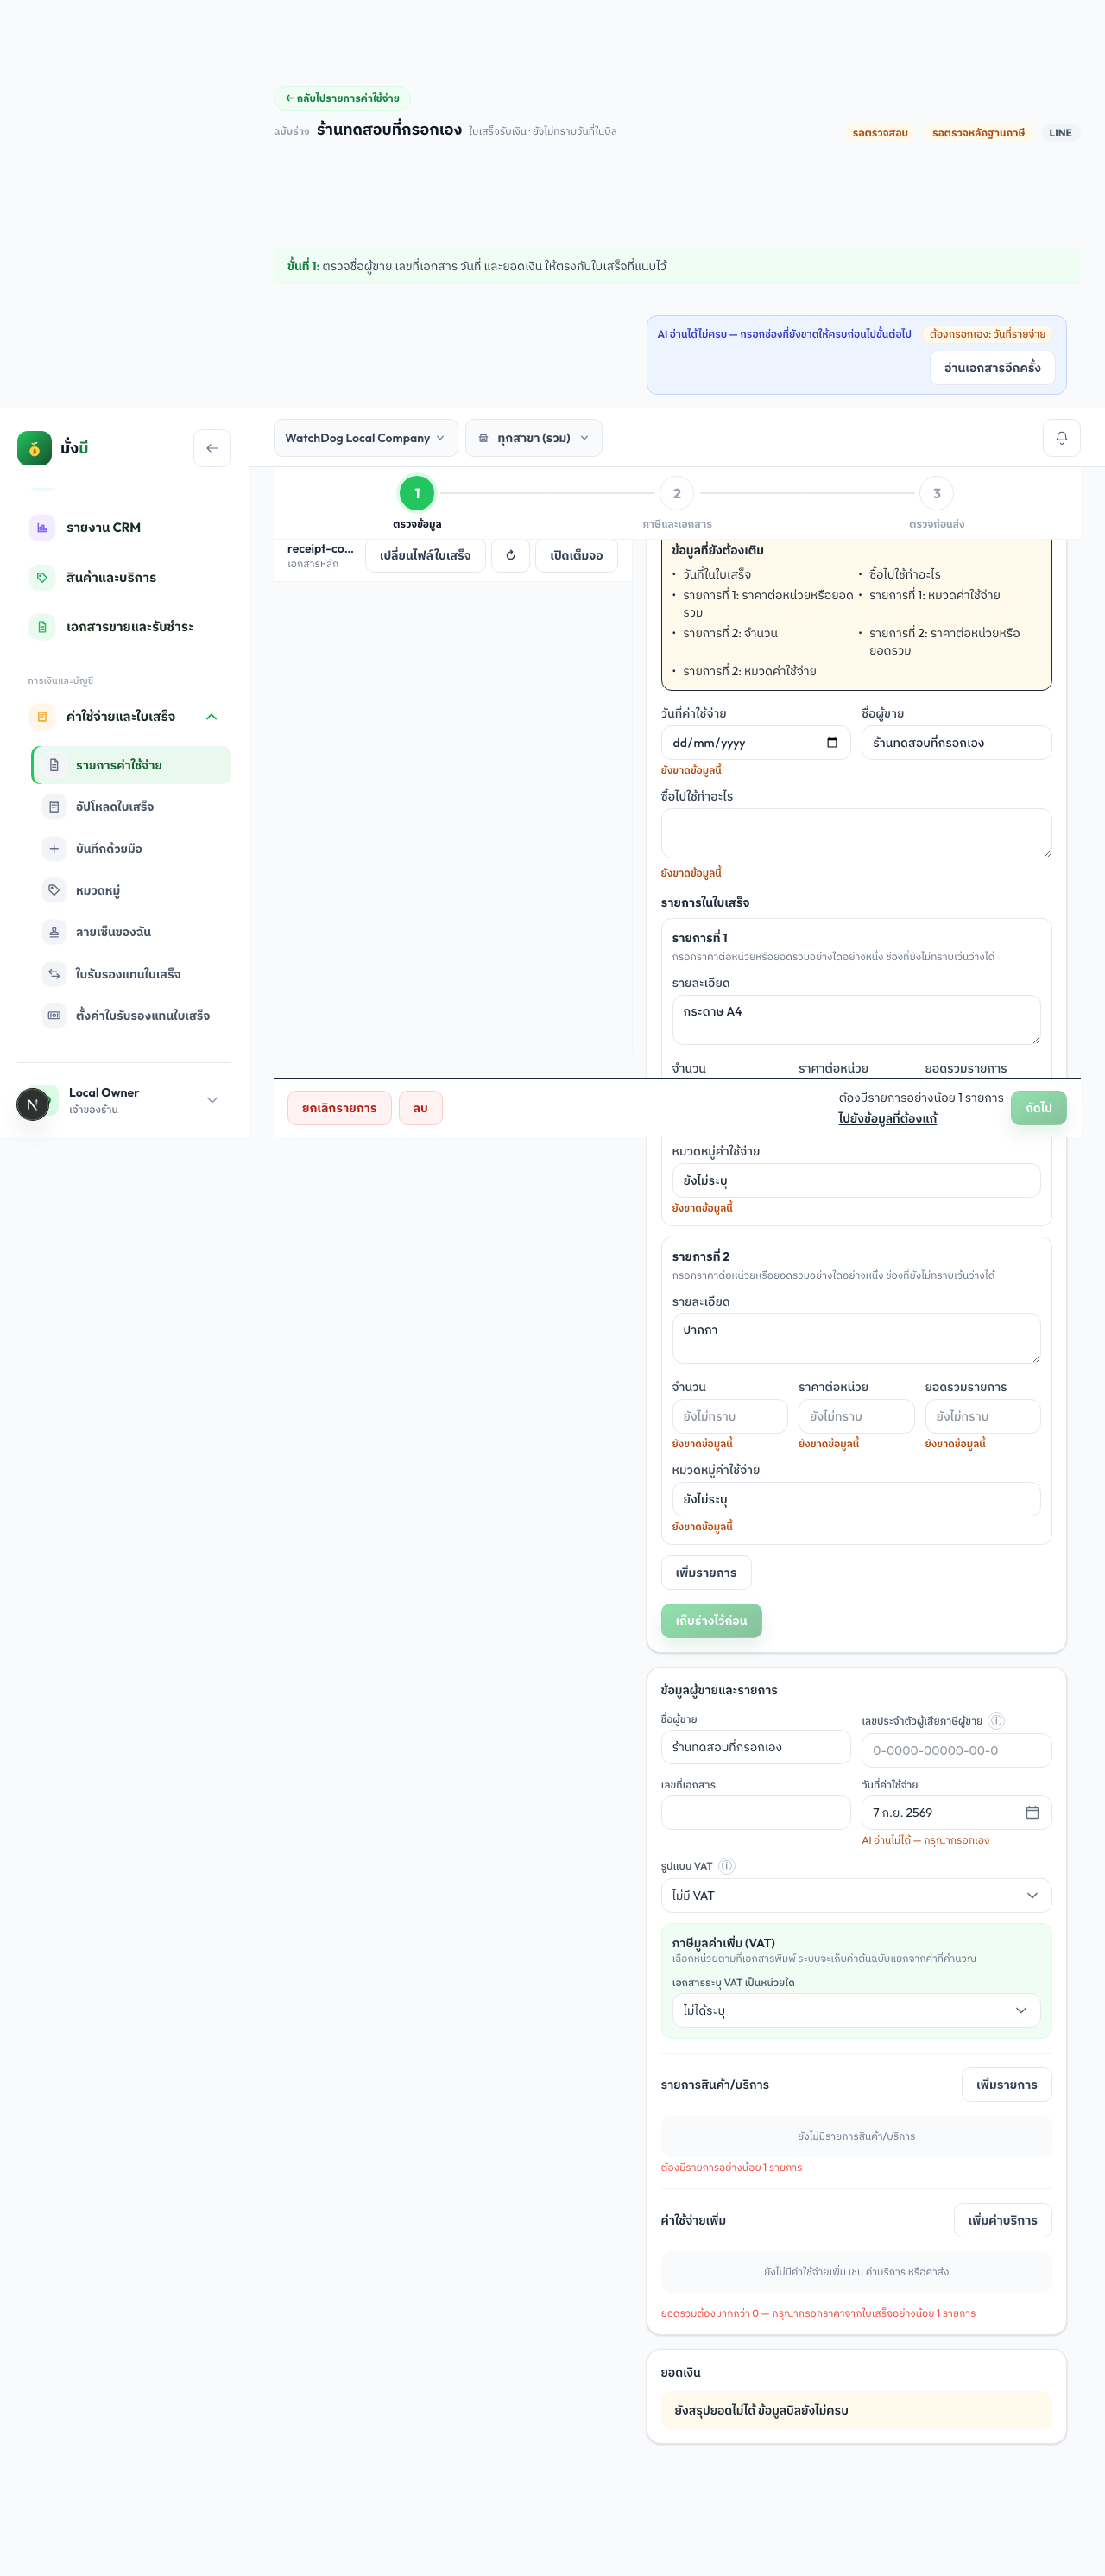 ← กลับไปรายการค่าใช้จ่าย
ฉบับร่าง ร้านทดสอบที่กรอกเอง ใบเสร็จรับเงิน · ยังไม่ทราบวันที่ในบิล
รอตรวจสอบ รอตรวจหลักฐานภาษี LINE
ขั้นที่ 1: ตรวจชื่อผู้ขาย เลขที่เอกสาร วันที่ และยอดเงิน ให้ตรงกับใบเสร็จที่แนบไว้
AI อ่านได้ไม่ครบ — กรอกช่องที่ยังขาดให้ครบก่อนไปขั้นต่อไป ต้องกรอกเอง: วันที่รายจ่าย
อ่านเอกสารอีกครั้ง
มั่งมี
WatchDog Local Company ทุกสาขา (รวม)
1 2 3
ตรวจข้อมูล ภาษีและเอกสาร ตรวจก่อนส่ง
รายงาน CRM
สินค้าและบริการ
เอกสารขายและรับชำระ
การเงินและบัญชี
ค่าใช้จ่ายและใบเสร็จ
รายการค่าใช้จ่าย
อัปโหลดใบเสร็จ
บันทึกด้วยมือ
หมวดหมู่
ลายเซ็นของฉัน
ใบรับรองแทนใบเสร็จ
ตั้งค่าใบรับรองแทนใบเสร็จ
Local Owner
เจ้าของร้าน
N
receipt-co...
เอกสารหลัก
เปลี่ยนไฟล์ใบเสร็จ เปิดเต็มจอ
ข้อมูลที่ยังต้องเติม
• วันที่ในใบเสร็จ • ซื้อไปใช้ทำอะไร
• รายการที่ 1: ราคาต่อหน่วยหรือยอดรวม • รายการที่ 1: หมวดค่าใช้จ่าย
• รายการที่ 2: จำนวน • รายการที่ 2: ราคาต่อหน่วยหรือยอดรวม
• รายการที่ 2: หมวดค่าใช้จ่าย
วันที่ค่าใช้จ่าย ชื่อผู้ขาย
dd/mm/yyyy ร้านทดสอบที่กรอกเอง
ยังขาดข้อมูลนี้
ซื้อไปใช้ทำอะไร
ยังขาดข้อมูลนี้
รายการในใบเสร็จ
รายการที่ 1
กรอกราคาต่อหน่วยหรือยอดรวมอย่างใดอย่างหนึ่ง ช่องที่ยังไม่ทราบเว้นว่างได้
รายละเอียด
กระดาษ A4
จำนวน ราคาต่อหน่วย ยอดรวมรายการ
ยกเลิกรายการ ลบ
ต้องมีรายการอย่างน้อย 1 รายการ
ไปยังข้อมูลที่ต้องแก้
ถัดไป
หมวดหมู่ค่าใช้จ่าย
ยังไม่ระบุ
ยังขาดข้อมูลนี้
รายการที่ 2
กรอกราคาต่อหน่วยหรือยอดรวมอย่างใดอย่างหนึ่ง ช่องที่ยังไม่ทราบเว้นว่างได้
รายละเอียด
ปากกา
จำนวน ราคาต่อหน่วย ยอดรวมรายการ
ยังไม่ทราบ ยังไม่ทราบ ยังไม่ทราบ
ยังขาดข้อมูลนี้ ยังขาดข้อมูลนี้ ยังขาดข้อมูลนี้
หมวดหมู่ค่าใช้จ่าย
ยังไม่ระบุ
ยังขาดข้อมูลนี้
เพิ่มรายการ
เก็บร่างไว้ก่อน
ข้อมูลผู้ขายและรายการ
ชื่อผู้ขาย เลขประจำตัวผู้เสียภาษีผู้ขาย ⓘ
ร้านทดสอบที่กรอกเอง 0-0000-00000-00-0
เลขที่เอกสาร วันที่ค่าใช้จ่าย
7 ก.ย. 2569
AI อ่านไม่ได้ — กรุณากรอกเอง
รูปแบบ VAT ⓘ
ไม่มี VAT
ภาษีมูลค่าเพิ่ม (VAT)
เลือกหน่วยตามที่เอกสารพิมพ์ ระบบจะเก็บค่าต้นฉบับแยกจากค่าที่คำนวณ
เอกสารระบุ VAT เป็นหน่วยใด
ไม่ได้ระบุ
รายการสินค้า/บริการ เพิ่มรายการ
ยังไม่มีรายการสินค้า/บริการ
ต้องมีรายการอย่างน้อย 1 รายการ
ค่าใช้จ่ายเพิ่ม เพิ่มค่าบริการ
ยังไม่มีค่าใช้จ่ายเพิ่ม เช่น ค่าบริการ หรือค่าส่ง
ยอดรวมต้องมากกว่า 0 — กรุณากรอกราคาจากใบเสร็จอย่างน้อย 1 รายการ
ยอดเงิน
ยังสรุปยอดไม่ได้ ข้อมูลบิลยังไม่ครบ